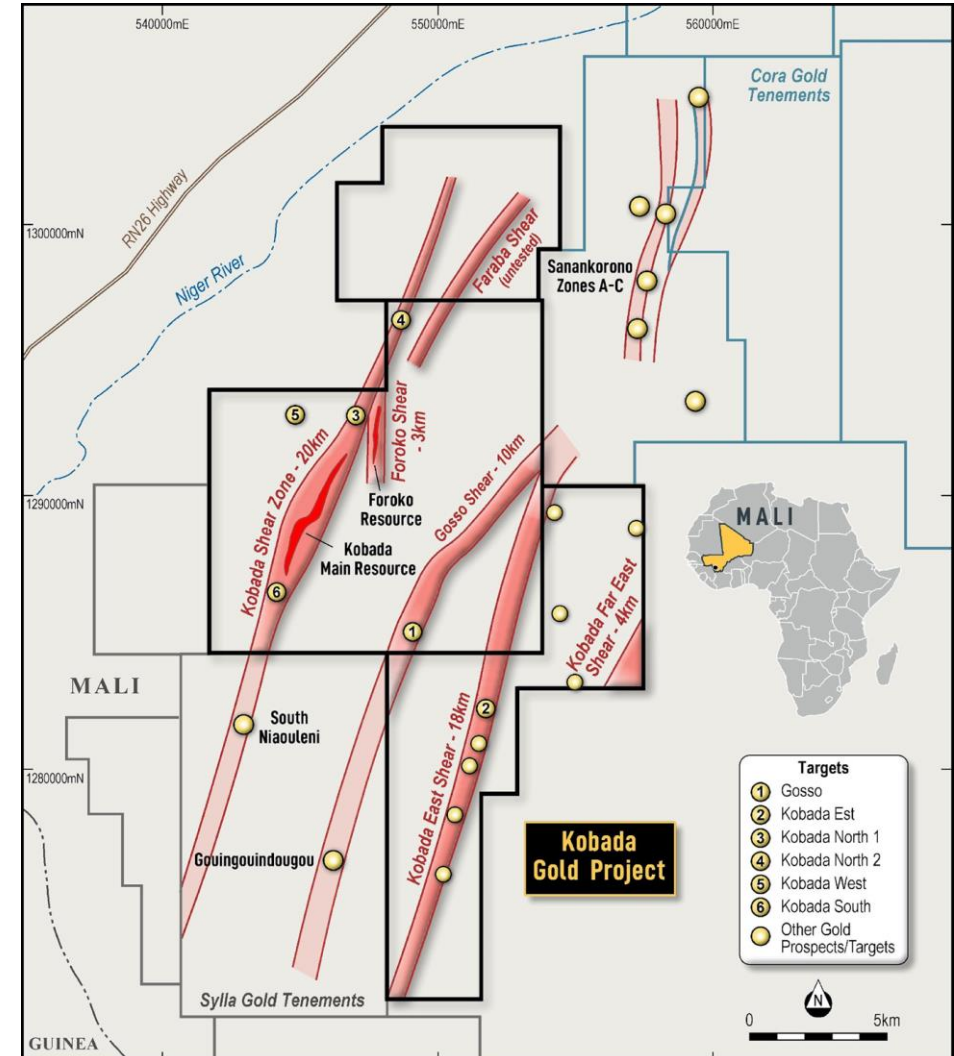 540000mE
550000mE
560000mE
Cora Gold
Tenements
RN26 Highway
Niger River
1300000mN
Faraba Shear
(untested)
Sanankorono
Zones A-C
4
5
3
Kobada Shear Zone - 20km
Foroko Shear
- 3km
Foroko
Resource
Gosso Shear - 10km
1290000mN
Kobada
Main Resource
6
1
Kobada Far East
Shear - 4km
MALI
MALI
South
Niaouleni
2
Kobada East Shear - 18km
1280000mN
Gouingouindougou
Kobada
Gold Project
Targets
1 Gosso
2 Kobada Est
3 Kobada North 1
4 Kobada North 2
5 Kobada West
6 Kobada South
Other Gold
Prospects/Targets
N
0 5km
Sylla Gold Tenements
GUINEA